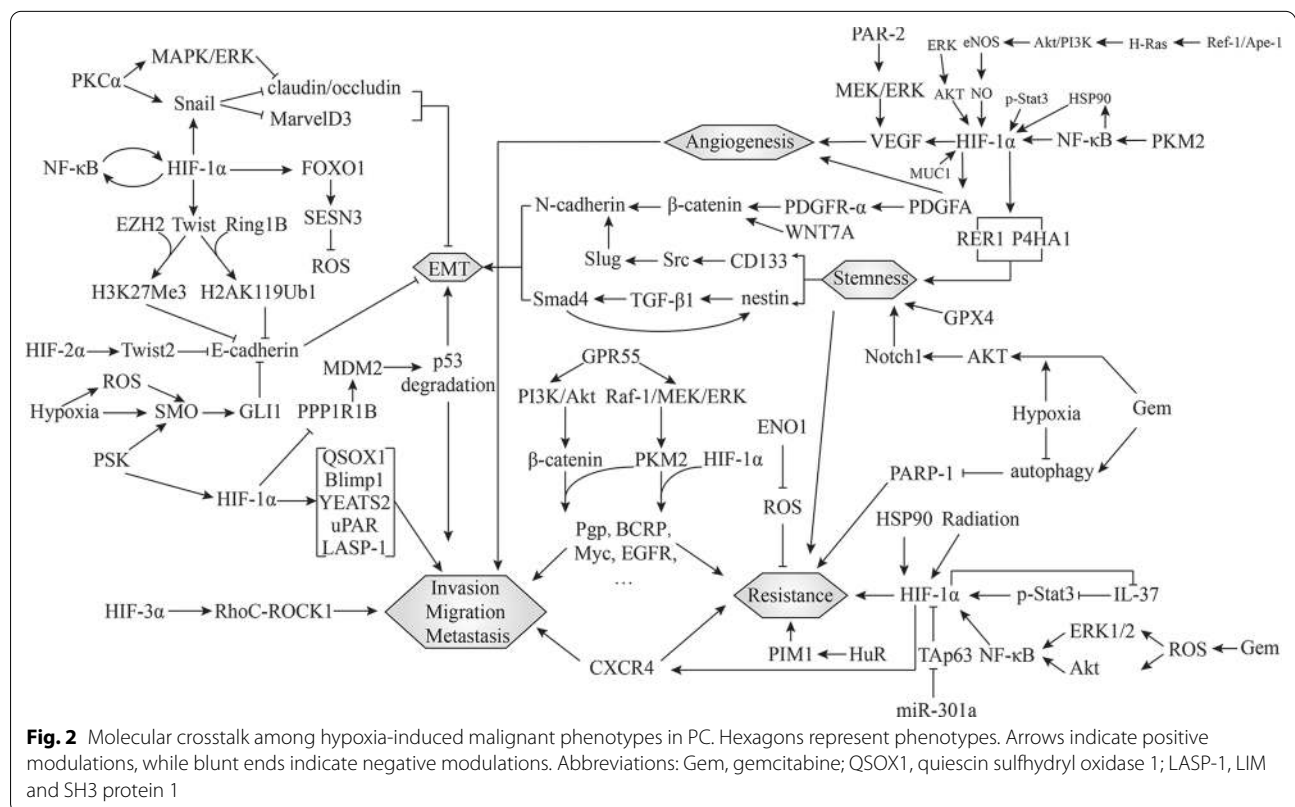 PAR-2
ERK eNOS Akt/PI3K H-Ras Ref-1/Ape-1
MAPK/ERK
PKCα
claudin/occludin
Snail
MarvelD3
MEK/ERK
AKT NO
p-Stat3 HSP90
Angiogenesis
VEGF HIF-1α NF-κB PKM2
NF-κB HIF-1α FOXO1
MUC1
SESN3
N-cadherin β-catenin PDGFR-α PDGFA
EZH2 Twist Ring1B
WNT7A
RER1 P4HA1
ROS
EMT
Slug Src CD133
Stemness
H3K27Me3 H2AK119Ub1
Smad4 TGF-β1 nestin
GPX4
HIF-2α Twist2 E-cadherin
Notch1 AKT
MDM2
p53
degradation
GPR55
ROS
PI3K/Akt Raf-1/MEK/ERK
Hypoxia SMO GLI1 PPP1R1B
Hypoxia Gem
ENO1
PSK
QSOX1
Blimp1
YEATS2
uPAR
LASP-1
β-catenin PKM2 HIF-1α
PARP-1 autophagy
HIF-1α
ROS
Pgp, BCRP,
Myc, EGFR,
…
HSP90 Radiation
Invasion
Migration
Metastasis
Resistance
HIF-1α p-Stat3 IL-37
HIF-3α RhoC-ROCK1
ERK1/2
PIM1 HuR TAp63 NF-κB
ROS Gem
CXCR4
Akt
miR-301a
Fig. 2 Molecular crosstalk among hypoxia-induced malignant phenotypes in PC. Hexagons represent phenotypes. Arrows indicate positive
modulations, while blunt ends indicate negative modulations. Abbreviations: Gem, gemcitabine; QSOX1, quiescin sulfhydryl oxidase 1; LASP-1, LIM
and SH3 protein 1